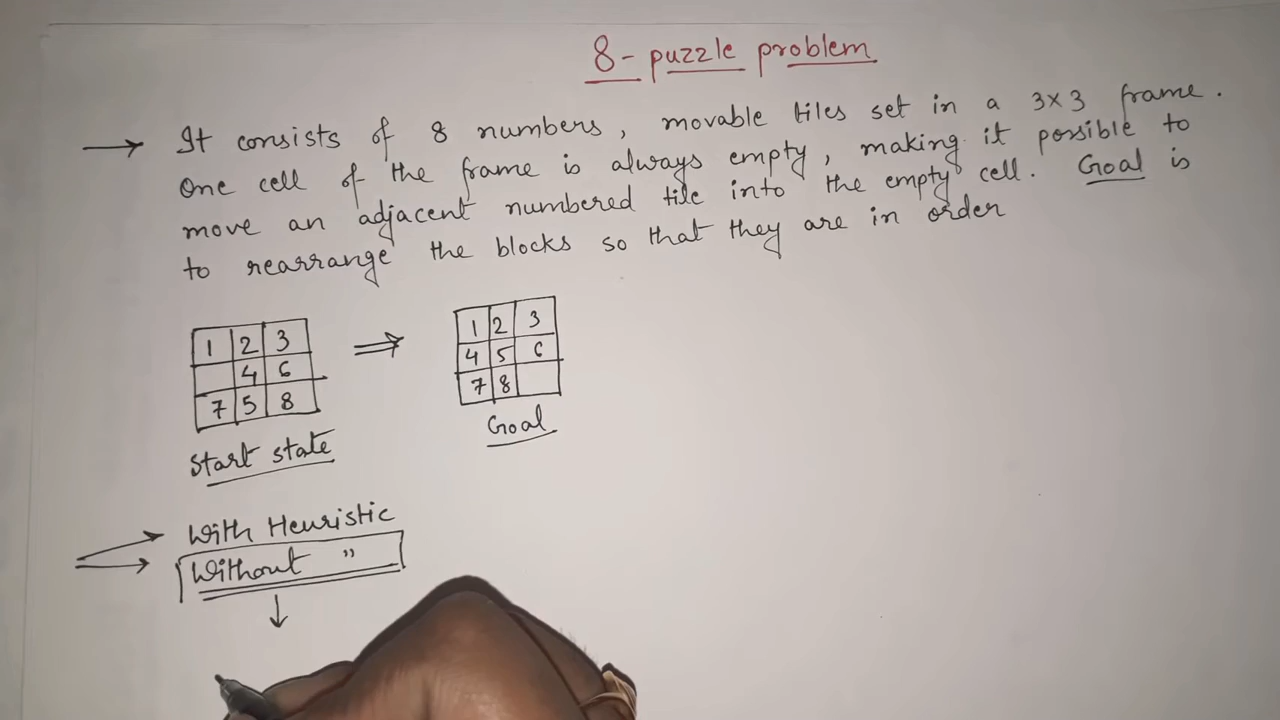 8-puzzle problem
→ It consists of 8 numbers, movable tiles set in a 3×3 frame.
One cell of the frame is always empty, making it possible to
move an adjacent numbered tile into the empty cell. Goal is
to rearrange the blocks so that they are in order
1 2 3
4 6
7 5 8
Start state
⇒
1 2 3
4 5 6
7 8
Goal
→ With Heuristic
→ Without "
↓